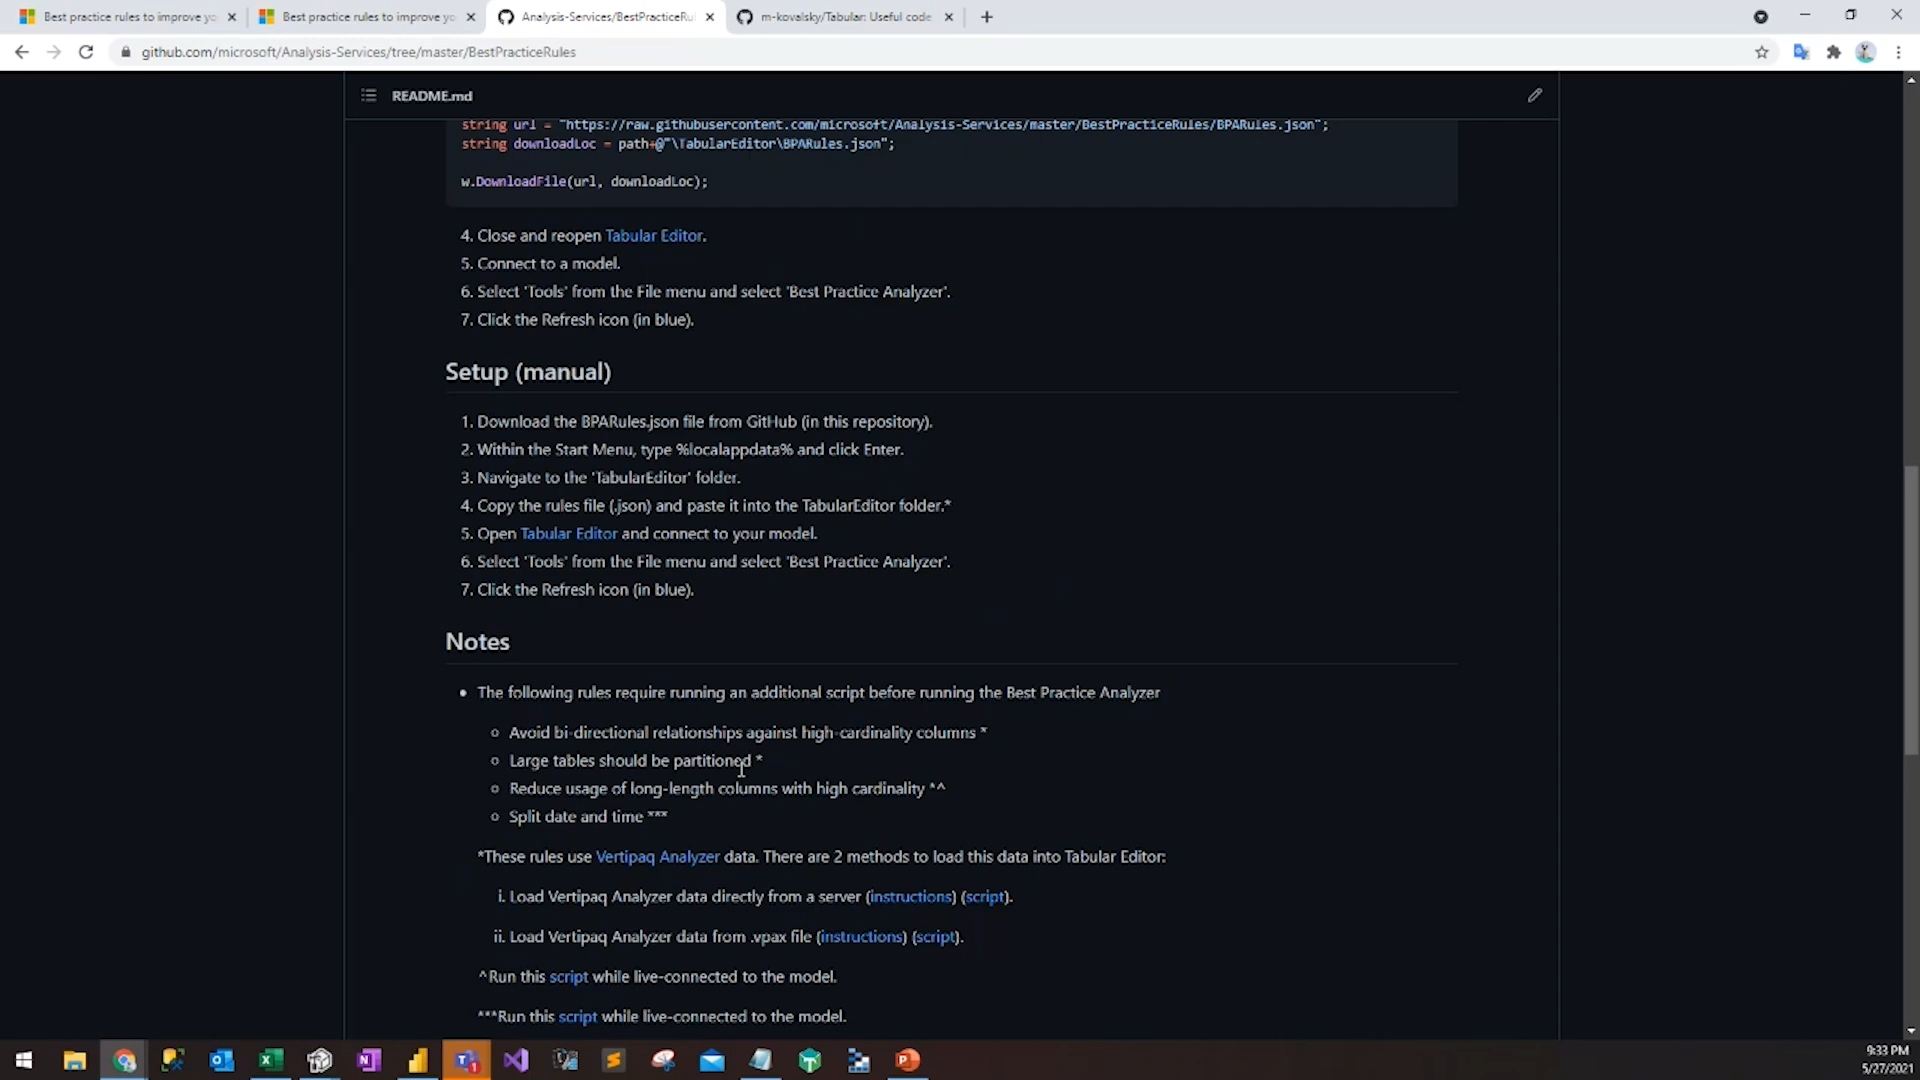 Best practice rules to improve yo
Best practice rules to improve yo
Analysis-Services/BestPracticeRu
m-kovalsky/Tabular: Useful code
github.com/microsoft/Analysis-Services/tree/master/BestPracticeRules
README.md
string url = "https://raw.githubusercontent.com/microsoft/Analysis-Services/master/BestPracticeRules/BPARules.json";
string downloadLoc = path+@"\TabularEditor\BPARules.json";
w.DownloadFile(url, downloadLoc);
4. Close and reopen Tabular Editor.
5. Connect to a model.
6. Select 'Tools' from the File menu and select 'Best Practice Analyzer'.
7. Click the Refresh icon (in blue).
Setup (manual)
1. Download the BPARules.json file from GitHub (in this repository).
2. Within the Start Menu, type %localappdata% and click Enter.
3. Navigate to the 'TabularEditor' folder.
4. Copy the rules file (.json) and paste it into the TabularEditor folder.*
5. Open Tabular Editor and connect to your model.
6. Select 'Tools' from the File menu and select 'Best Practice Analyzer'.
7. Click the Refresh icon (in blue).
Notes
• The following rules require running an additional script before running the Best Practice Analyzer
○ Avoid bi-directional relationships against high-cardinality columns *
○ Large tables should be partitioned *
○ Reduce usage of long-length columns with high cardinality *^
○ Split date and time ***
*These rules use Vertipaq Analyzer data. There are 2 methods to load this data into Tabular Editor:
i. Load Vertipaq Analyzer data directly from a server (instructions) (script).
ii. Load Vertipaq Analyzer data from .vpax file (instructions) (script).
^Run this script while live-connected to the model.
***Run this script while live-connected to the model.
9:33 PM
5/27/2021